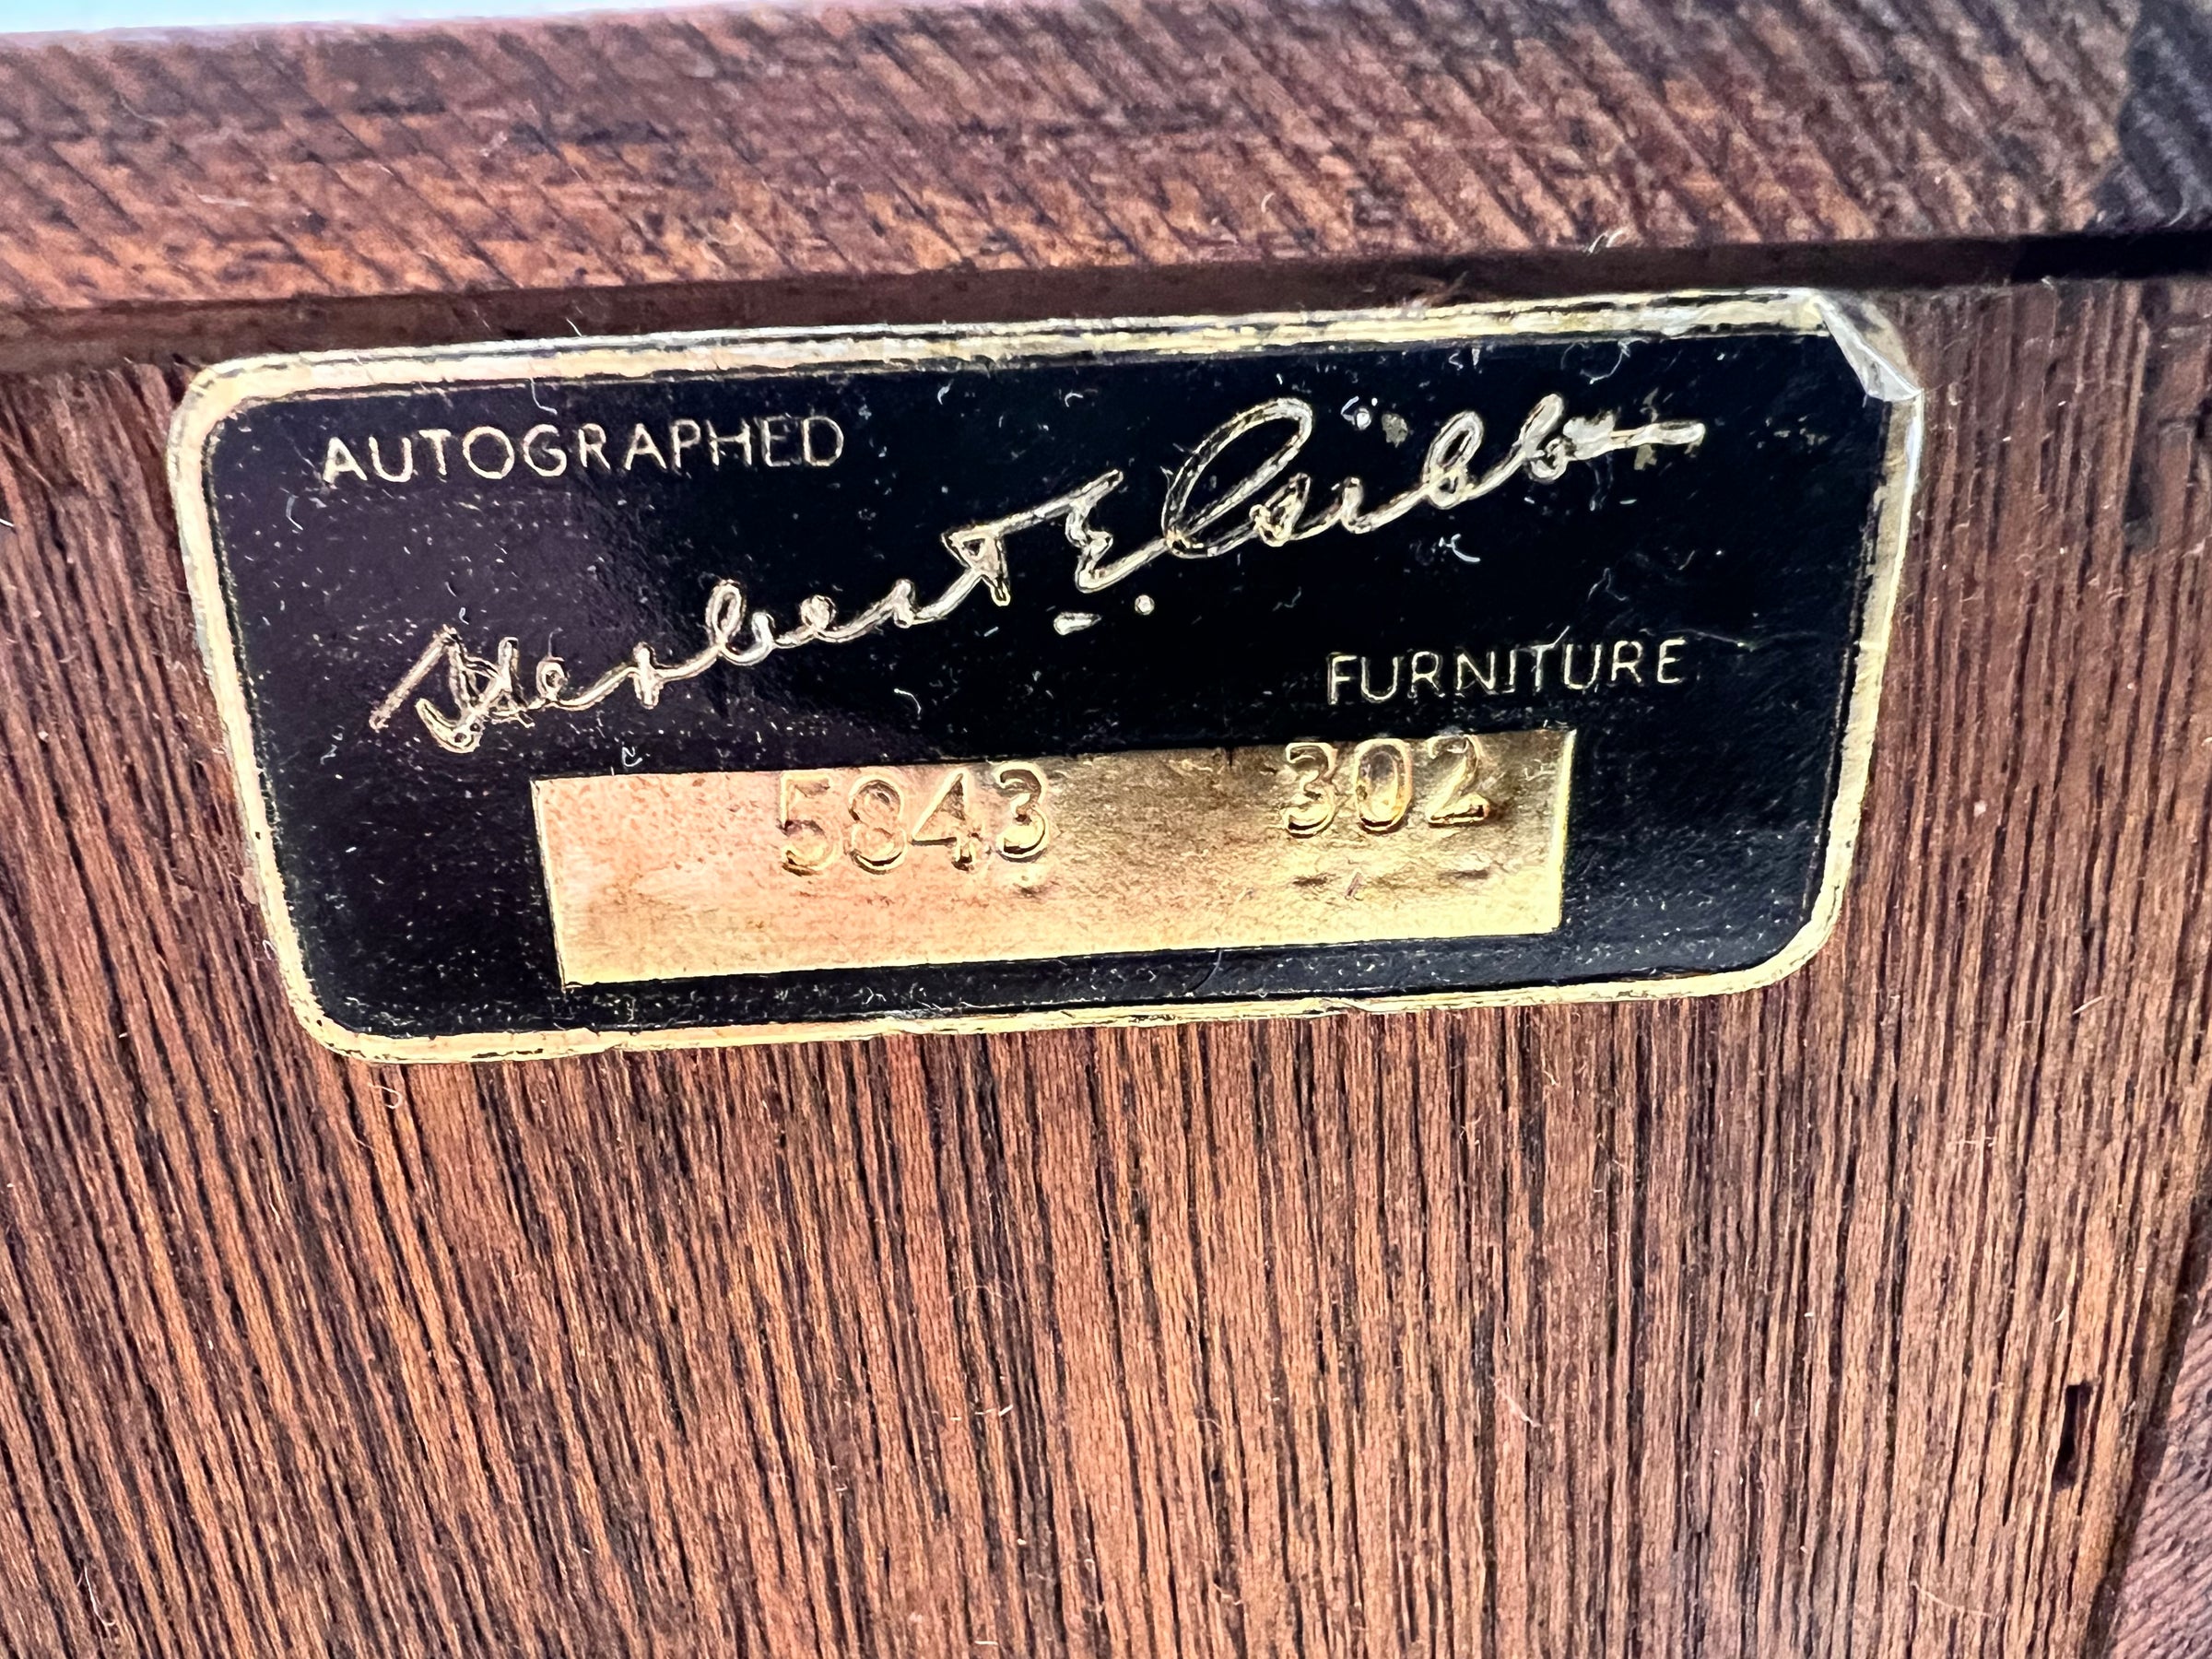 AUTOGRAPHED
Herbert E. Gibbs
FURNITURE
5843 302